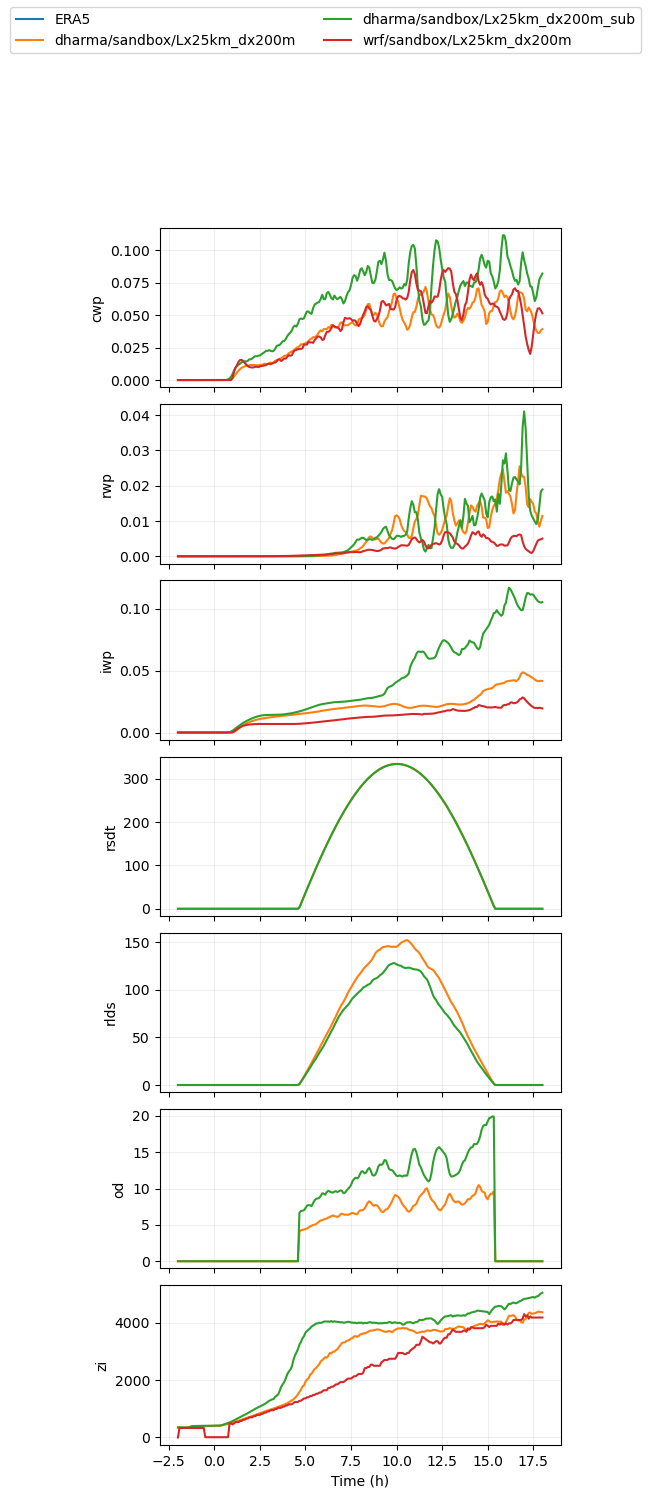 ERA5
dharma/sandbox/Lx25km_dx200m
dharma/sandbox/Lx25km_dx200m_sub
wrf/sandbox/Lx25km_dx200m
0.100
0.075
0.050
0.025
0.000
cwp
0.04
0.03
0.02
0.01
0.00
rwp
0.10
0.05
0.00
iwp
300
200
100
0
rsdt
150
100
50
0
rlds
20
15
10
5
0
od
4000
2000
0
zi
−2.5 0.0 2.5 5.0 7.5 10.0 12.5 15.0 17.5
Time (h)